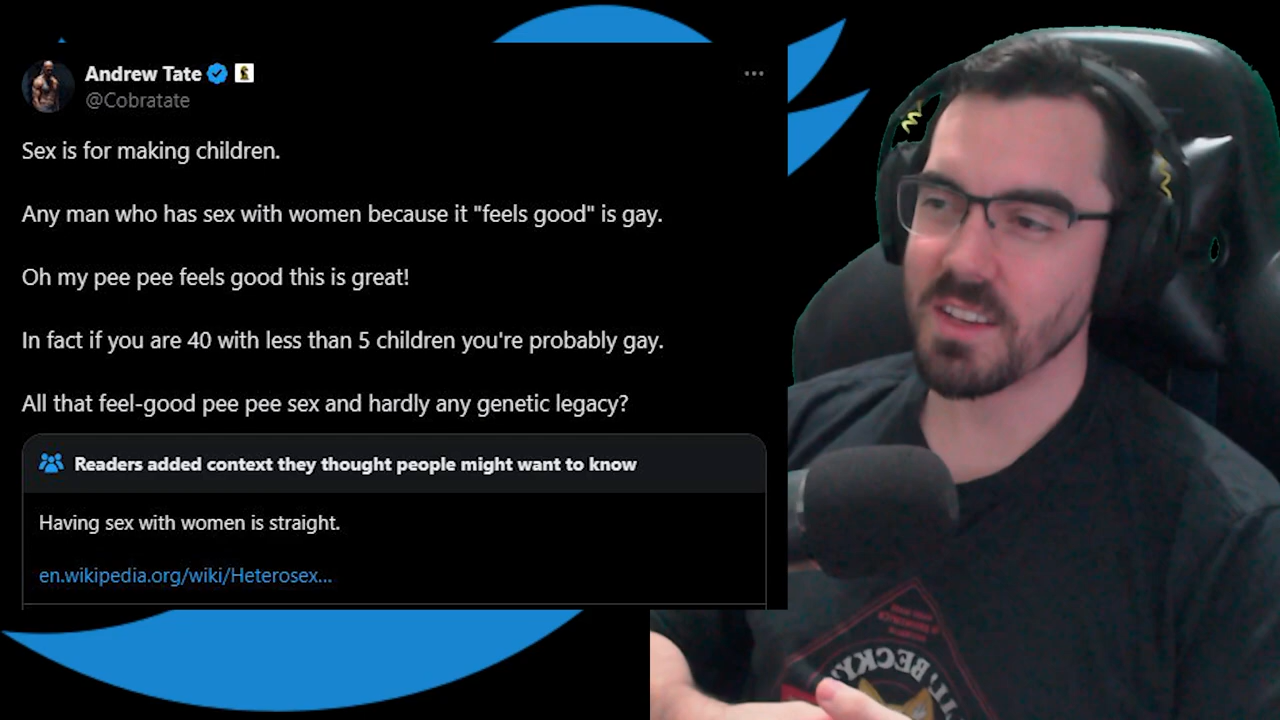 Andrew Tate
@Cobratate
Sex is for making children.
Any man who has sex with women because it "feels good" is gay.
Oh my pee pee feels good this is great!
In fact if you are 40 with less than 5 children you're probably gay.
All that feel-good pee pee sex and hardly any genetic legacy?
Readers added context they thought people might want to know
Having sex with women is straight.
en.wikipedia.org/wiki/Heterosex...
LIL' BECKY'